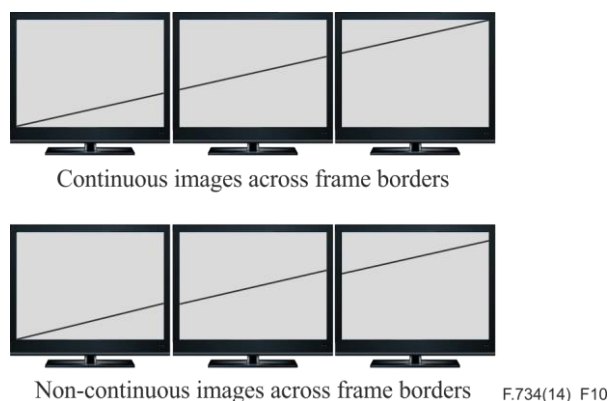 Continuous images across frame borders
Non-continuous images across frame borders
F.734(14)_F10